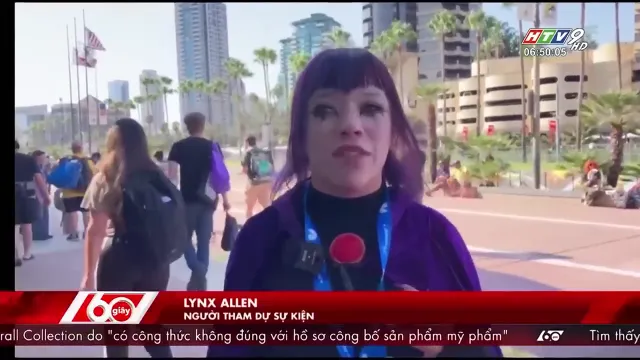 HTV9
HD
06:50:05
60 giây
LYNX ALLEN
NGƯỜI THAM DỰ SỰ KIỆN
rall Collection do "có công thức không đúng với hồ sơ công bố sản phẩm mỹ phẩm" 60 Tìm thấy